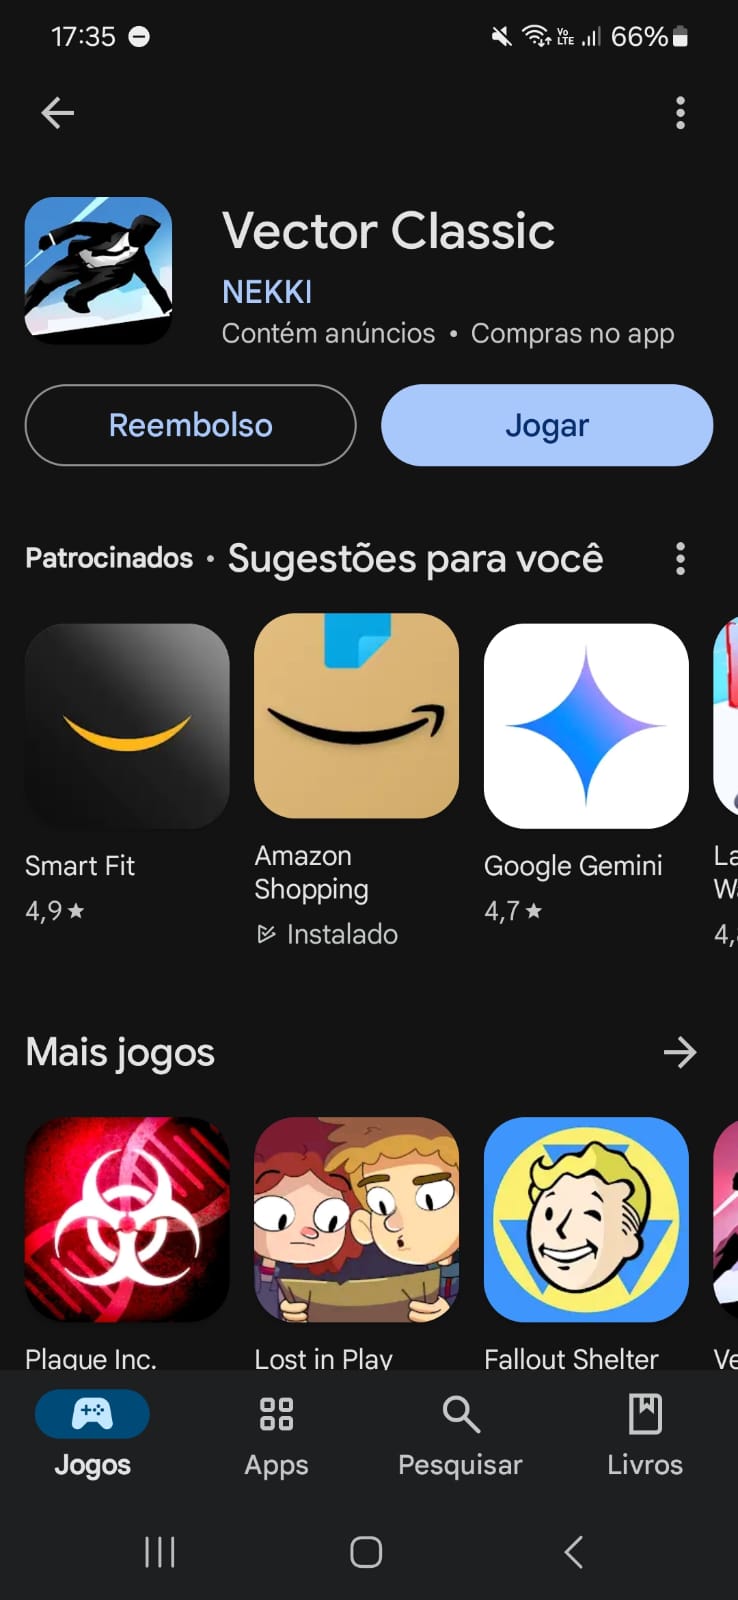 17:35
Vo LTE 66%
Vector Classic
NEKKI
Contém anúncios • Compras no app
Reembolso Jogar
Patrocinados • Sugestões para você
Smart Fit
4,9★
Amazon
Shopping
Instalado
Google Gemini
4,7★
La
W
4,
Mais jogos
Plague Inc.
Lost in Play
Fallout Shelter
Ve
Jogos Apps Pesquisar Livros